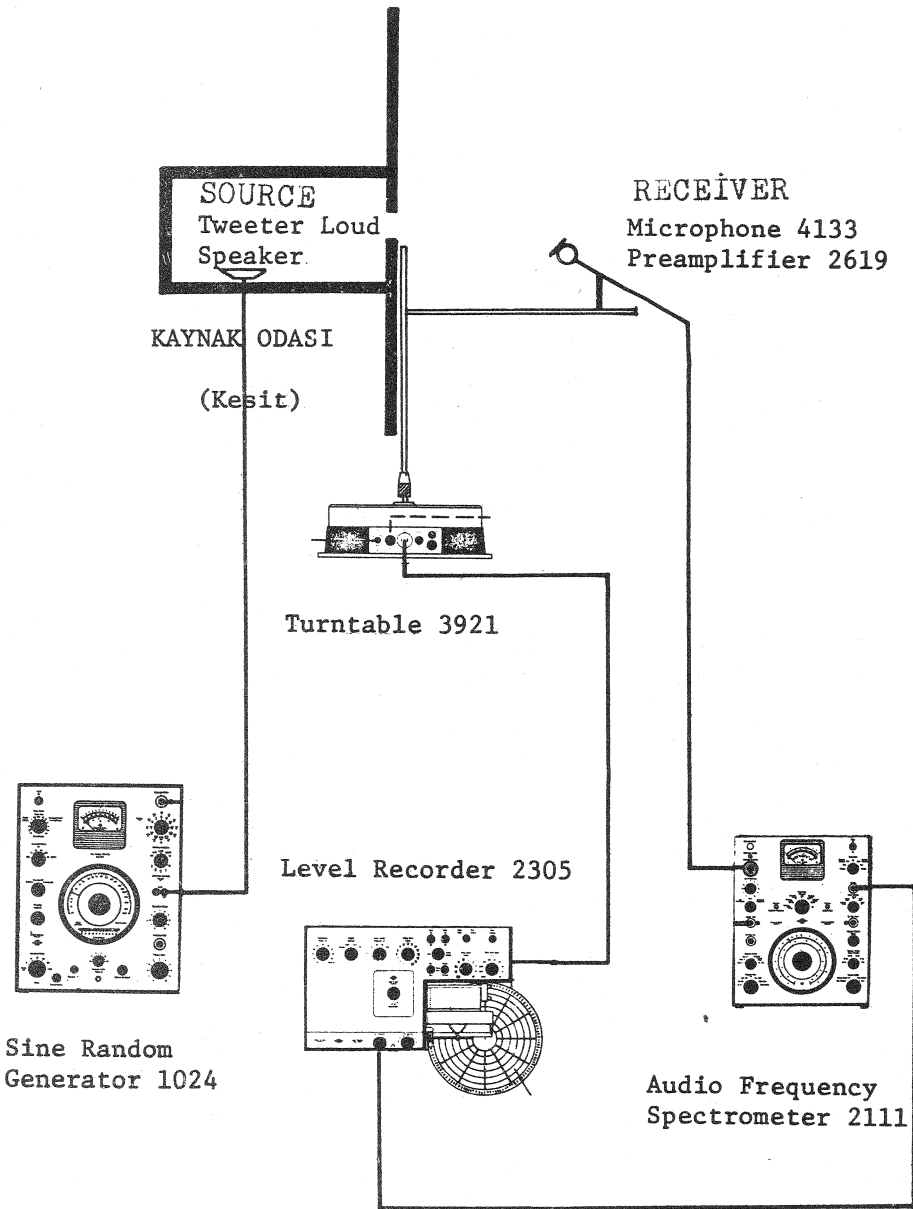 SOURCE
Tweeter Loud
Speaker
RECEİVER
Microphone 4133
Preamplifier 2619
KAYNAK ODASI
(Kesit)
Turntable 3921
Level Recorder 2305
Sine Random
Generator 1024
Audio Frequency
Spectrometer 2111